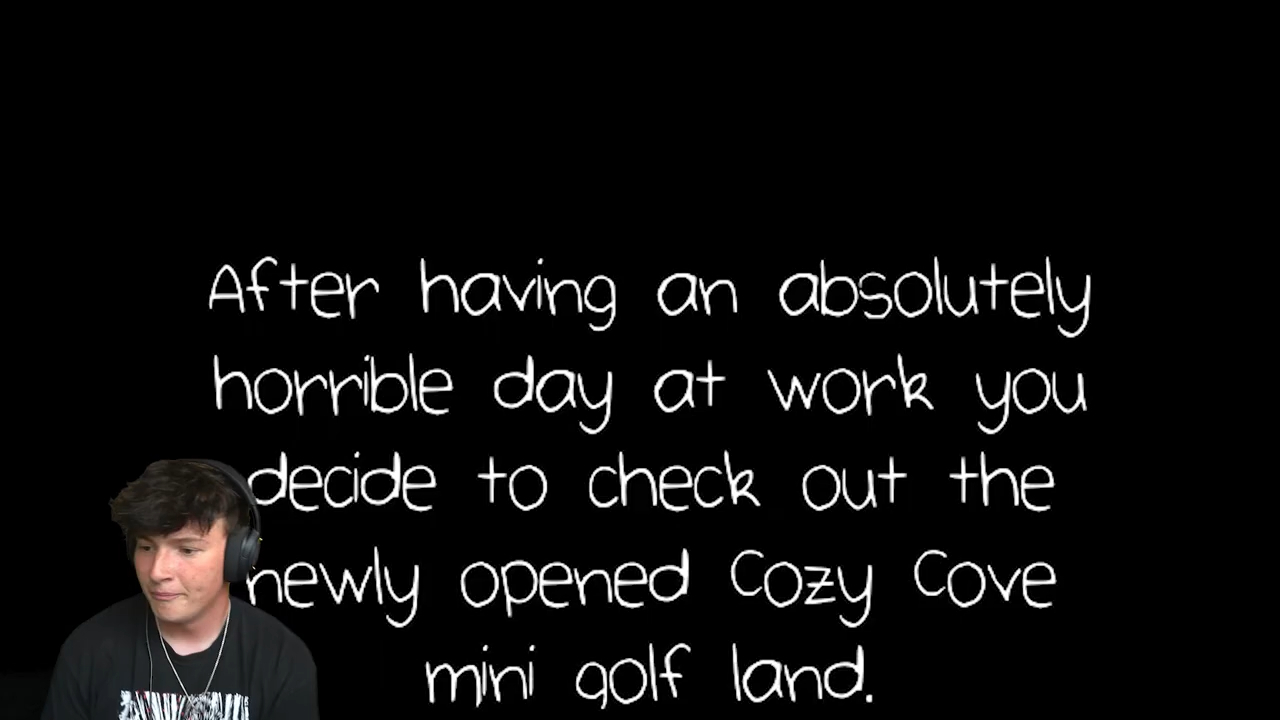 After having an absolutely
horrible day at work you
decide to check out the
newly opened Cozy Cove
mini golf land.